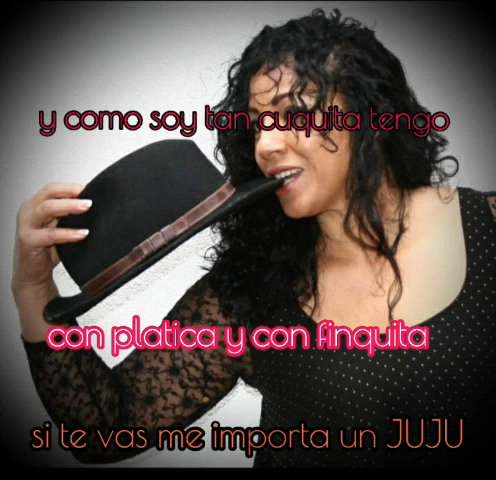 y como soy tan cuquita tengo
con platica y con finquita
si te vas me importa un JUJU